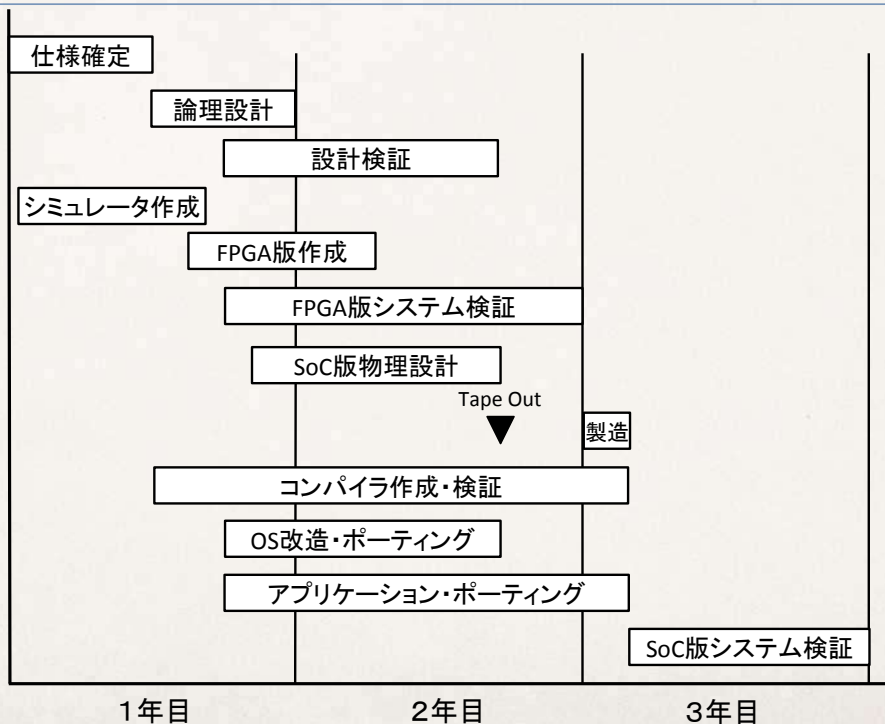 仕様確定
論理設計
設計検証
シミュレータ作成
FPGA版作成
FPGA版システム検証
SoC版物理設計
Tape Out
製造
コンパイラ作成・検証
OS改造・ポーティング
アプリケーション・ポーティング
SoC版システム検証
１年目
２年目
３年目